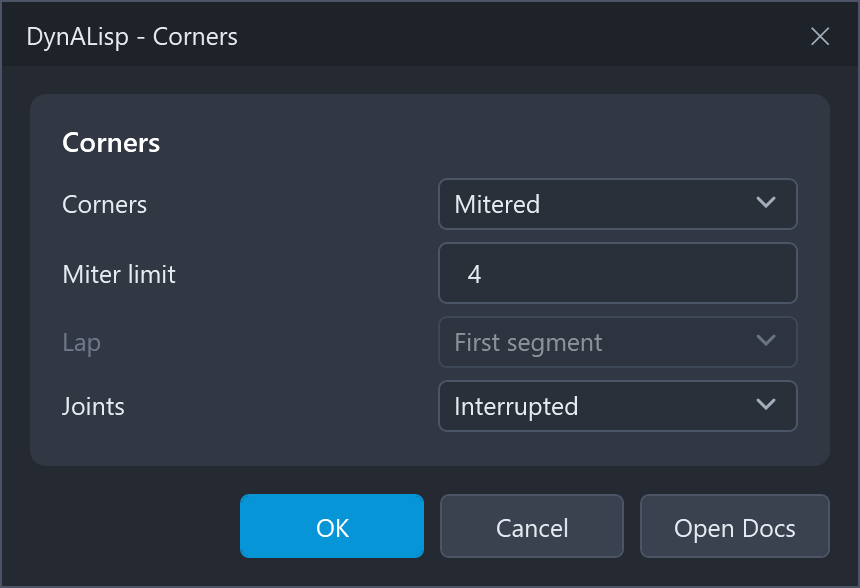 DynALisp - Corners
Corners
Corners Mitered
Miter limit 4
Lap First segment
Joints Interrupted
OK Cancel Open Docs